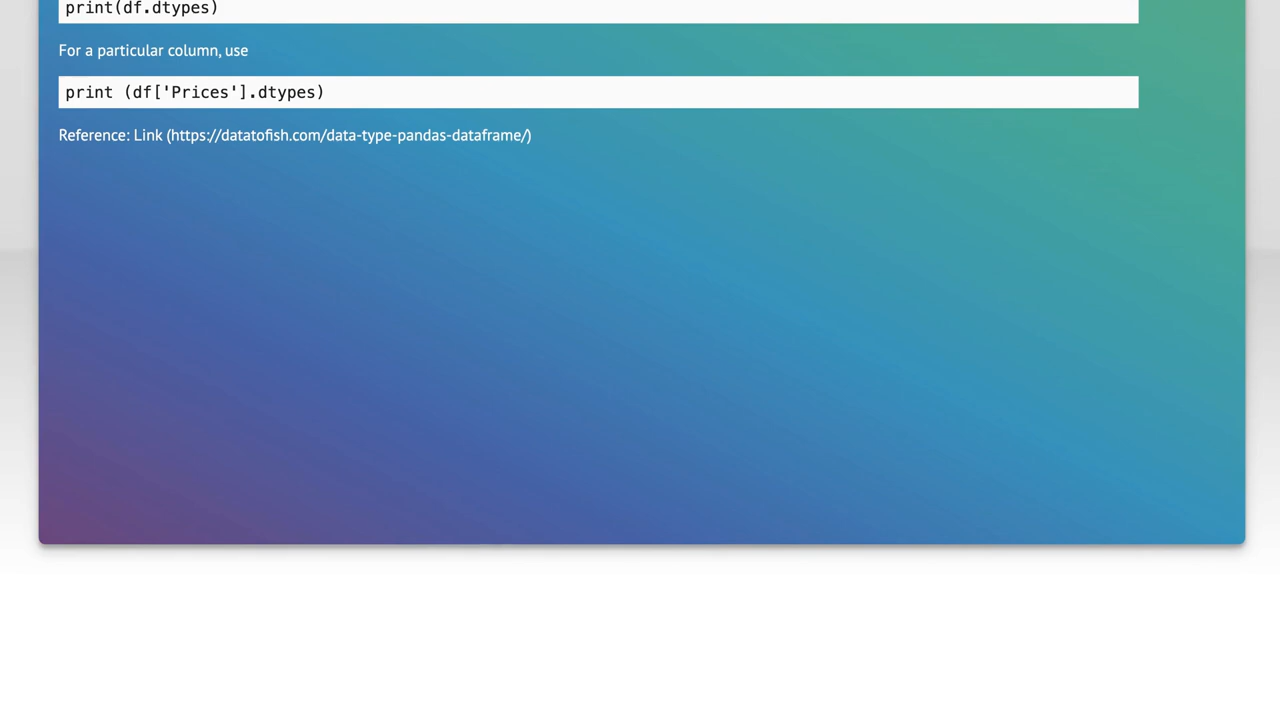 print(df.dtypes)
For a particular column, use
print (df['Prices'].dtypes)
Reference: Link (https://datatofish.com/data-type-pandas-dataframe/)